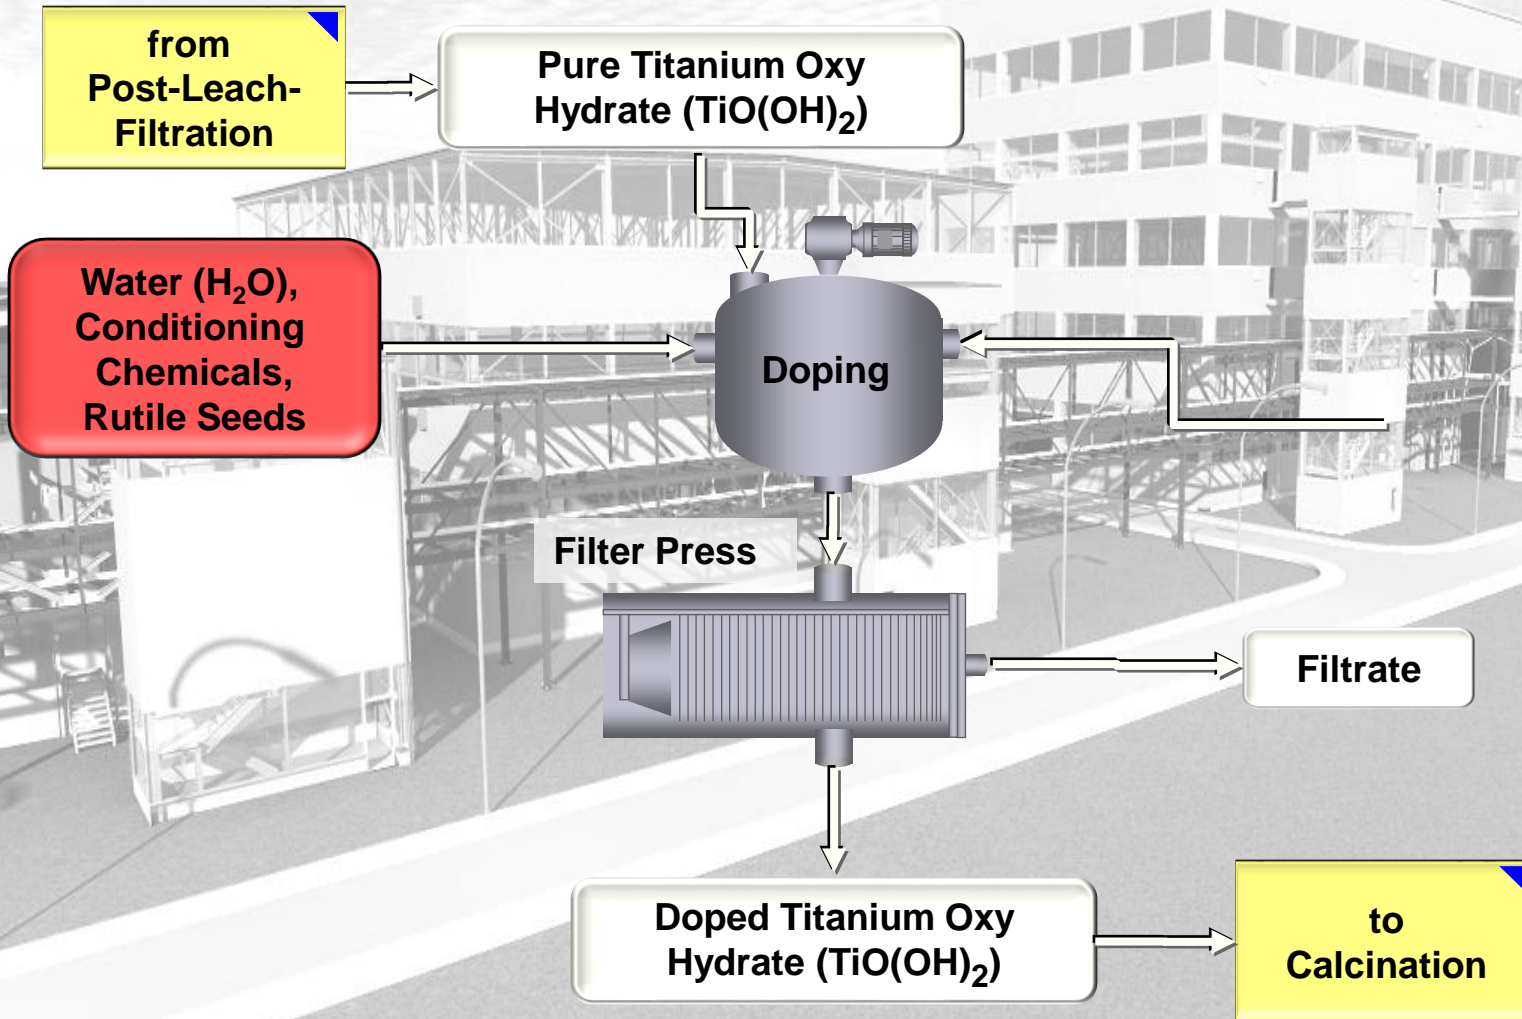 from
Post-Leach-
Filtration
Pure Titanium Oxy
Hydrate (TiO(OH)₂)
Water (H₂O),
Conditioning
Chemicals,
Rutile Seeds
Doping
Filter Press
Filtrate
Doped Titanium Oxy
Hydrate (TiO(OH)₂)
to
Calcination